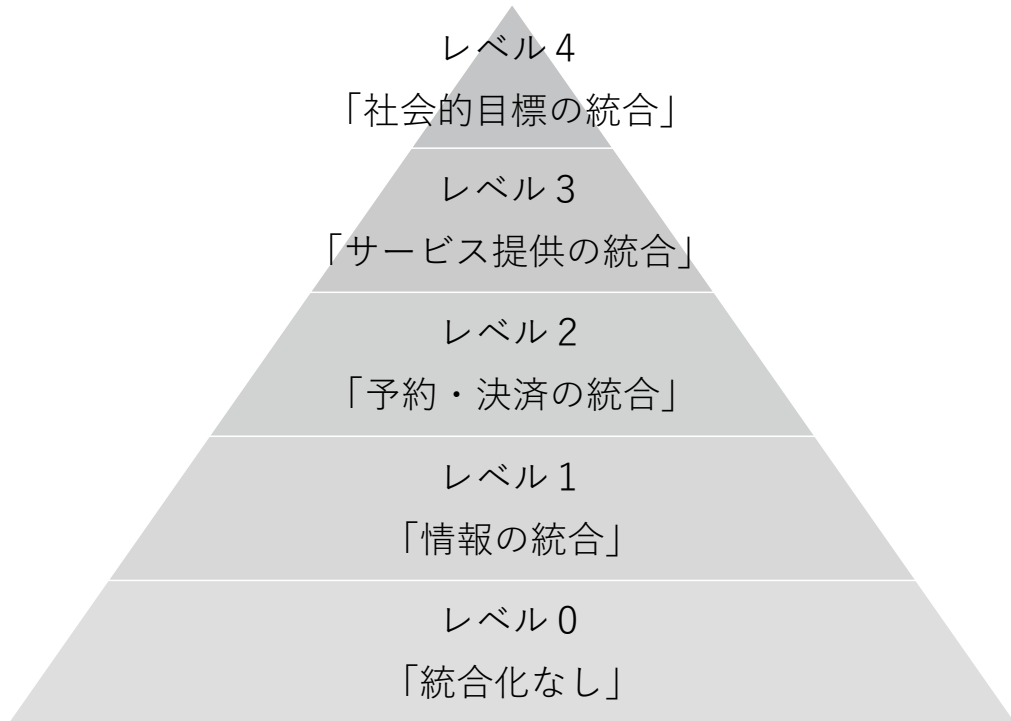 レベル 4
「社会的目標の統合」
レベル 3
「サービス提供の統合」
レベル 2
「予約・決済の統合」
レベル 1
「情報の統合」
レベル 0
「統合化なし」